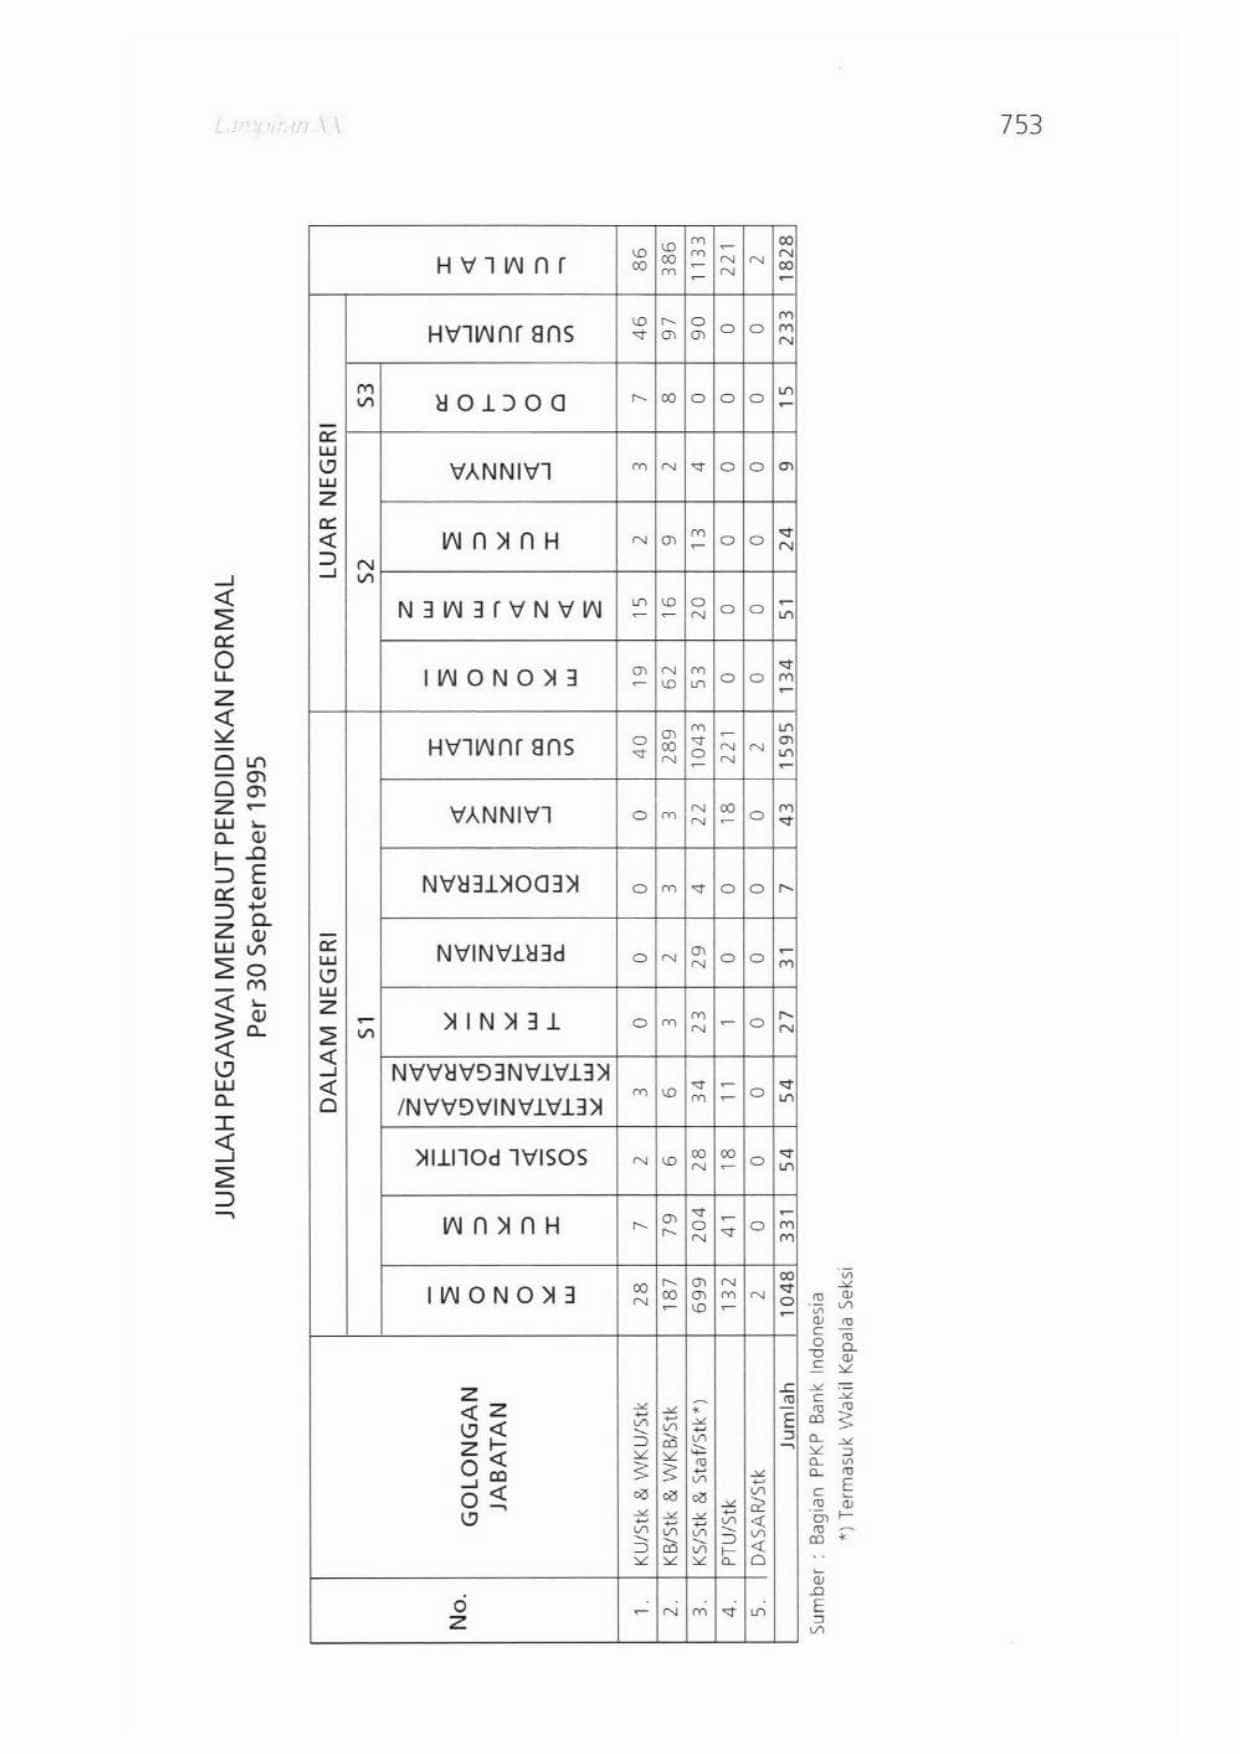 Lampiran XX
753
JUMLAH PEGAWAI MENURUT PENDIDIKAN FORMAL
Per 30 September 1995
No. GOLONGAN JABATAN DALAM NEGERI LUAR NEGERI JUMLAH
S1 SUB JUMLAH S2 S3 SUB JUMLAH
EKONOMI HUKUM SOSIAL POLITIK KETATANIAGAAN/ KETATANEGARAAN TEKNIK PERTANIAN KEDOKTERAN LAINNYA EKONOMI MANAJEMEN HUKUM LAINNYA DOCTOR
1. KU/Stk & WKU/Stk 28 7 2 3 0 0 0 0 40 19 15 2 3 7 46 86
2. KB/Stk & WKB/Stk 187 79 6 6 3 2 3 3 289 62 16 9 2 8 97 386
3. KS/Stk & Staf/Stk*) 699 204 28 34 23 29 4 22 1043 53 20 13 4 0 90 1133
4. PTU/Stk 132 41 18 11 1 0 0 18 221 0 0 0 0 0 0 221
5. DASAR/Stk 2 0 0 0 0 0 0 0 2 0 0 0 0 0 0 2
Jumlah 1048 331 54 54 27 31 7 43 1595 134 51 24 9 15 233 1828
Sumber : Bagian PPKP Bank Indonesia
*) Termasuk Wakil Kepala Seksi